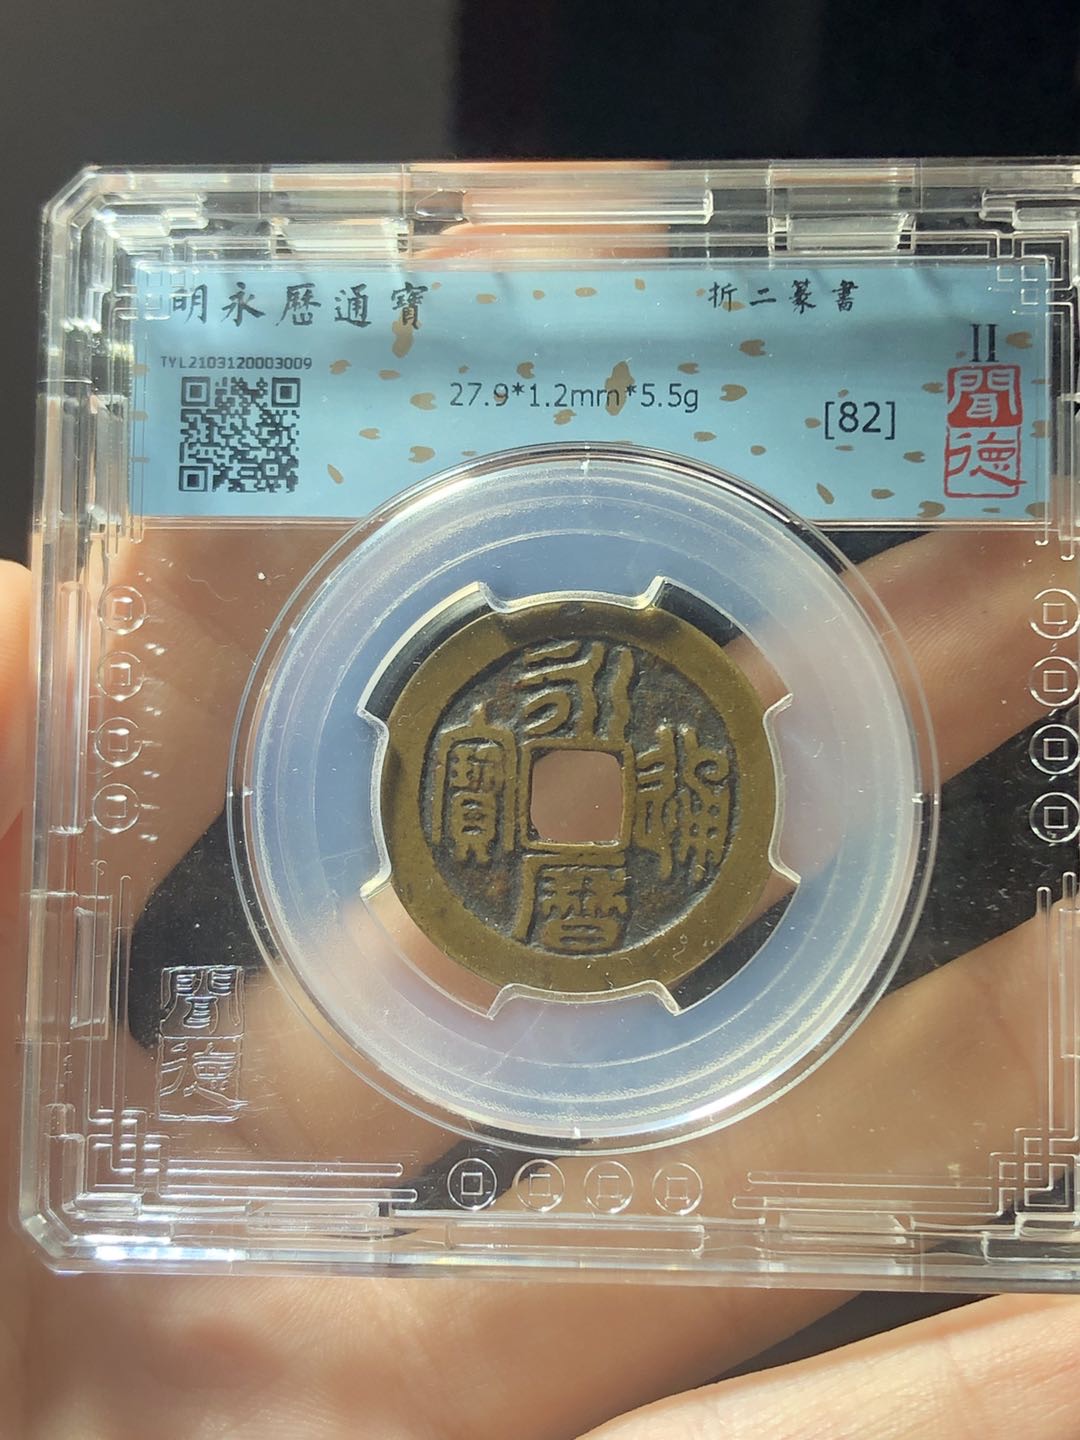 明永曆通寶
折二篆書
II
TYL2103120003009
27.9*1.2mm*5.5g
[82]
聞德
永曆通寶
聞德